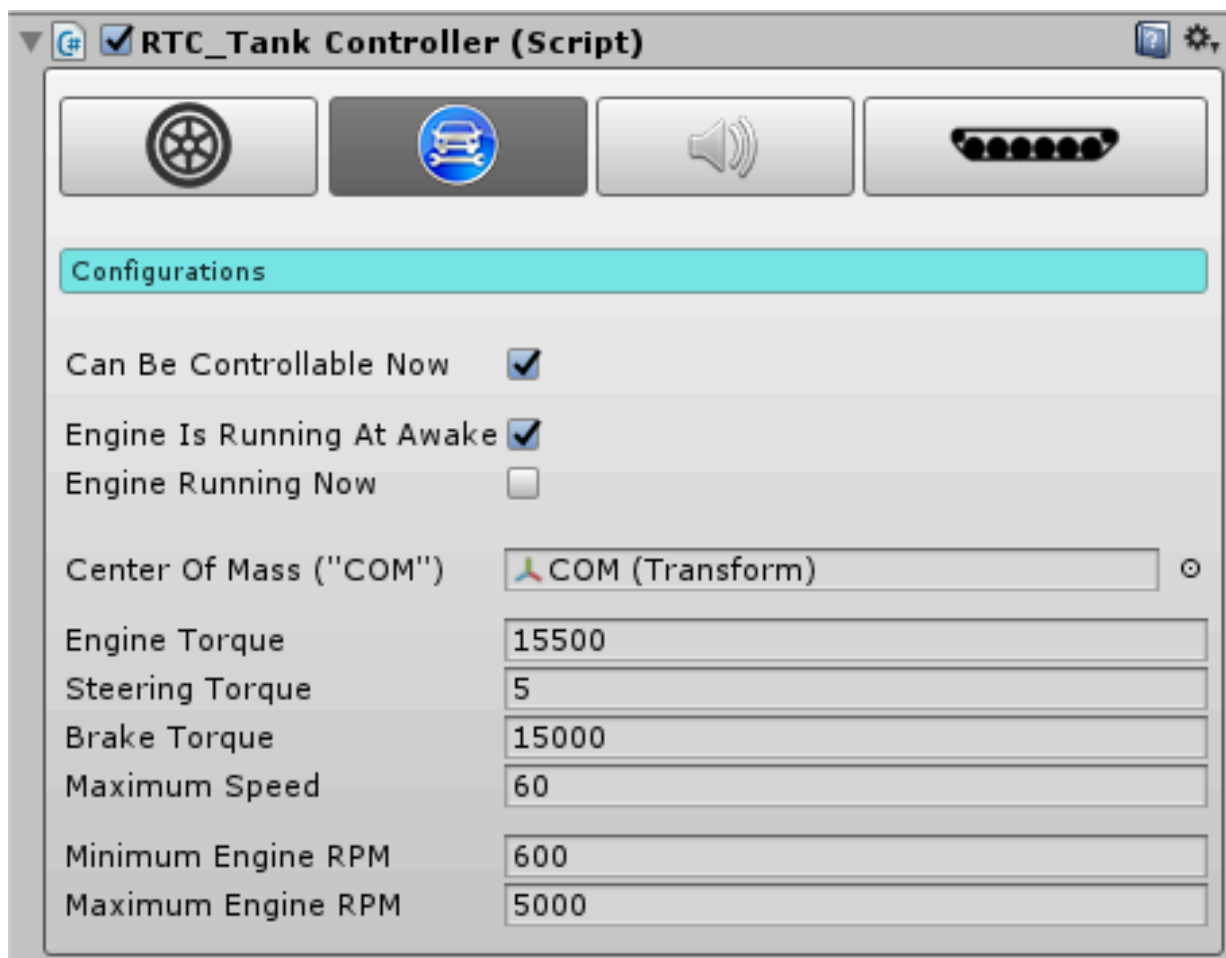 RTC_Tank Controller (Script)
Configurations
Can Be Controllable Now
Engine Is Running At Awake
Engine Running Now
Center Of Mass ("COM") COM (Transform)
Engine Torque 15500
Steering Torque 5
Brake Torque 15000
Maximum Speed 60
Minimum Engine RPM 600
Maximum Engine RPM 5000